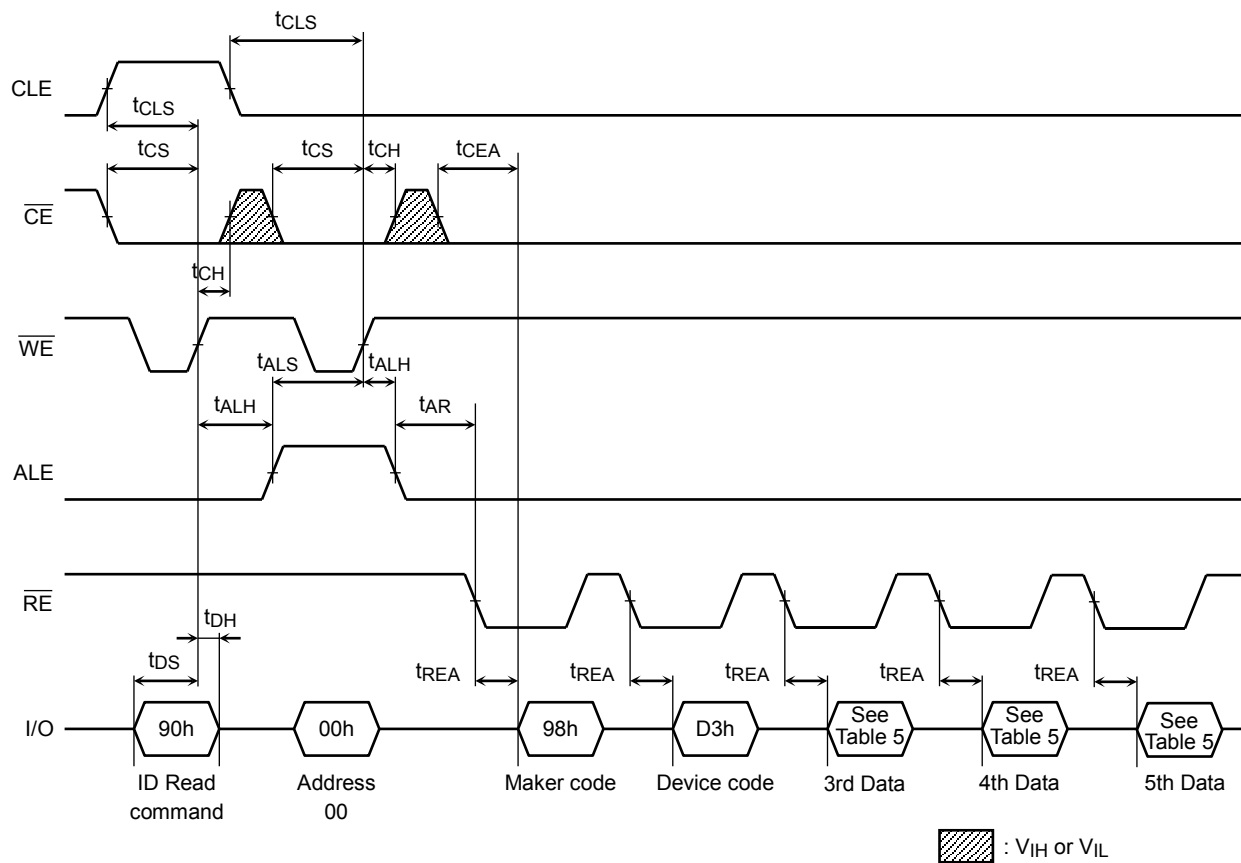 tCLS
CLE
tCLS
tCS
tCS
tCH
tCEA
CE
tCH
WE
tALS
tALH
tALH
tAR
ALE
RE
tDH
tDS
tREA
tREA
tREA
tREA
tREA
I/O
90h
00h
98h
D3h
See
Table 5
See
Table 5
See
Table 5
ID Read
command
Address
00
Maker code
Device code
3rd Data
4th Data
5th Data
: VIH or VIL